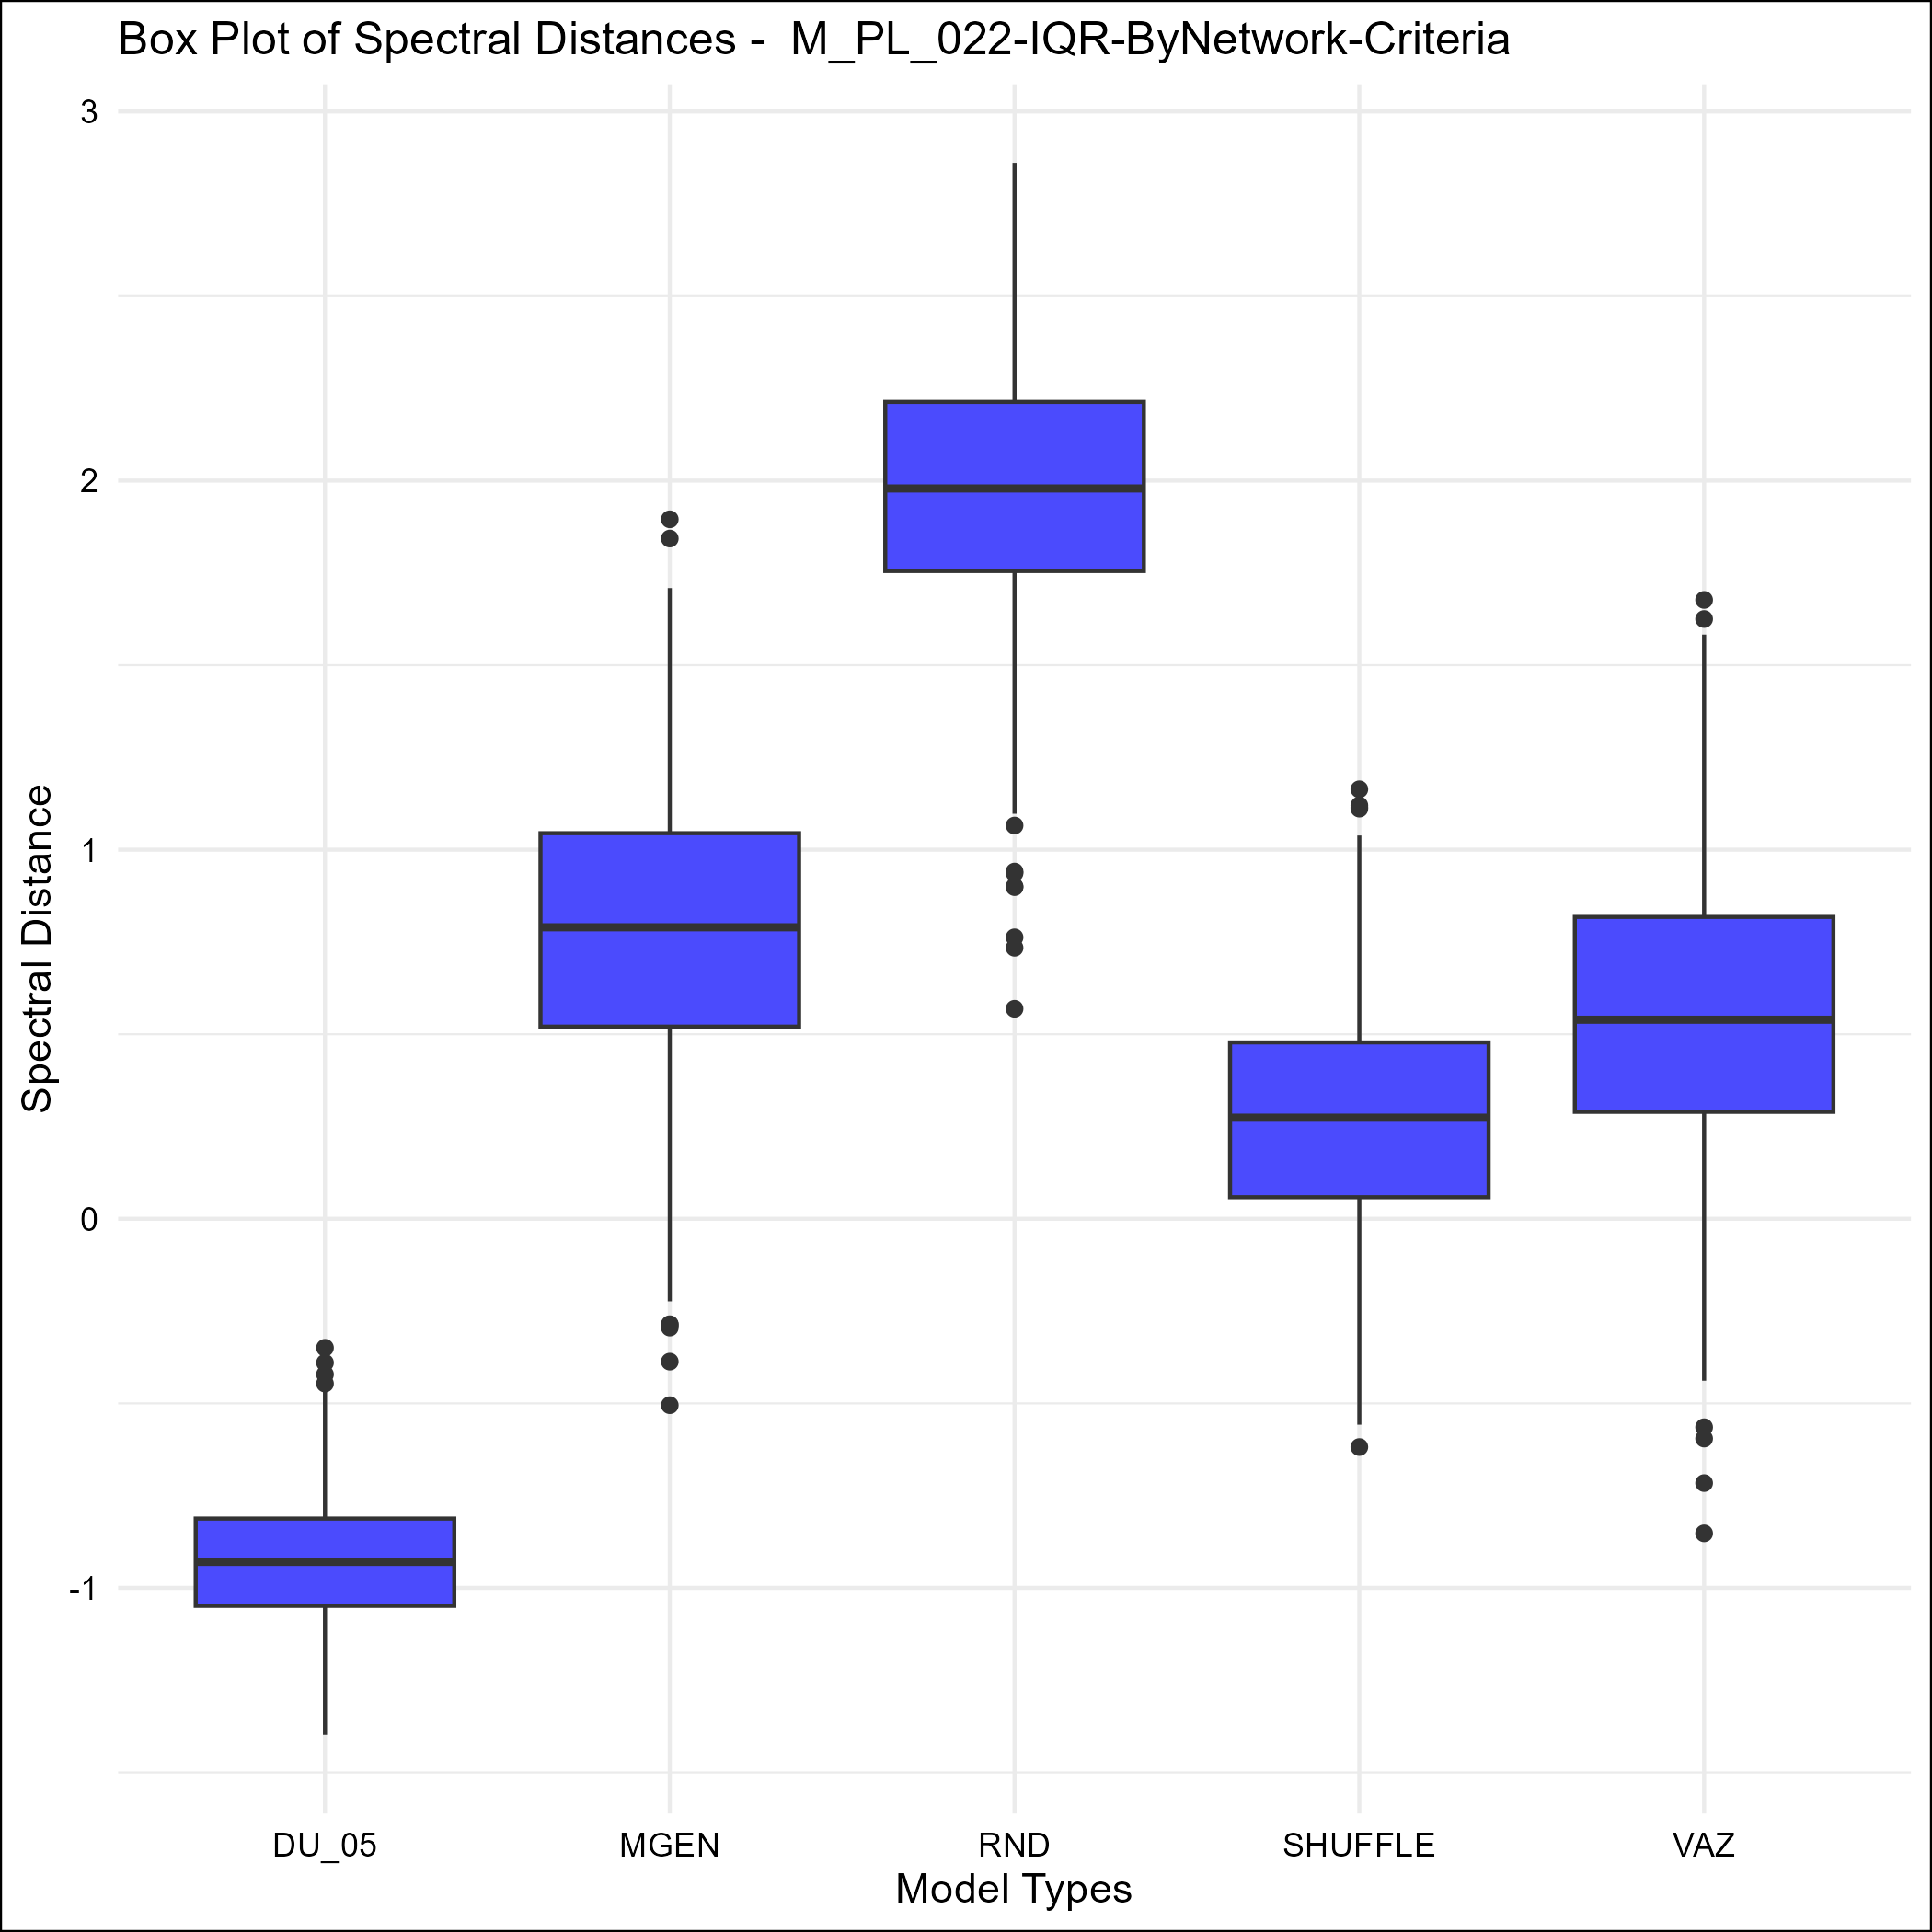 Box Plot of Spectral Distances - M_PL_022-IQR-ByNetwork-Criteria
3
2
1
0
-1
Spectral Distance
DU_05 MGEN RND SHUFFLE VAZ
Model Types